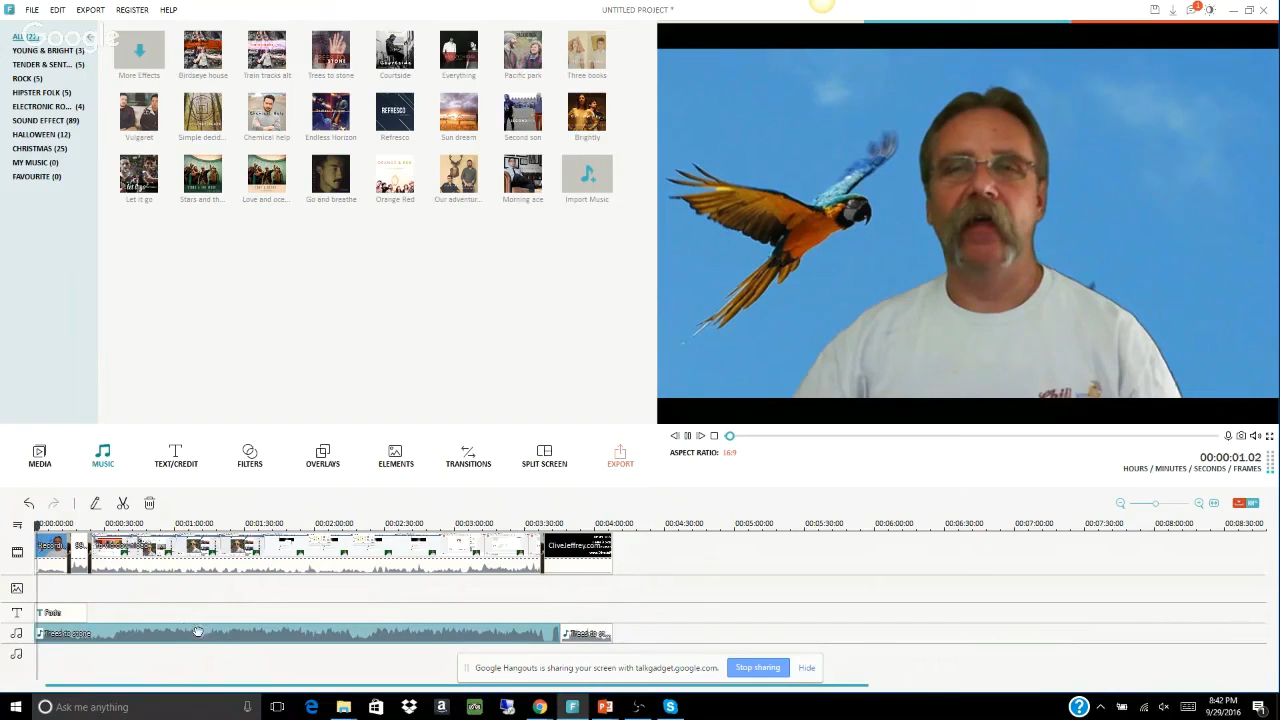 FILE EDIT EXPORT REGISTER HELP
UNTITLED PROJECT *
1
Google
ALL (22)
YOUNG & BRIGHT (3)
TENDER & SENT... (5)
ROCK (5)
HIPSTER FOLK (5)
ELECTRONIC,RO... (4)
SOUND EFFECT (89)
HALLOWEEN (12)
CHRISTMAS (25)
MY MUSIC (0)
FAVOURITE (0)
More Effects Birdseye house Train tracks alt Trees to stone Courtside Everything Pacific park Three books
Vulgaret Simple decid... Chemical help Endless Horizon Refresco Sun dream Second son Brightly
Let it go Stars and th... Love and oce... Go and breathe Orange Red Our adventur... Morning ace Import Music
MEDIA MUSIC TEXT/CREDIT FILTERS OVERLAYS ELEMENTS TRANSITIONS SPLIT SCREEN EXPORT
ASPECT RATIO: 16:9
00:00:01.02
HOURS / MINUTES / SECONDS / FRAMES
00:00:00:00 00:00:30:00 00:01:00:00 00:01:30:00 00:02:00:00 00:02:30:00 00:03:00:00 00:03:30:00 00:04:00:00 00:04:30:00 00:05:00:00 00:05:30:00 00:06:00:00 00:06:30:00 00:07:00:00 00:07:30:00 00:08:00:00 00:08:30:00
CliveJeffrey.com
T Fade
Trees to stone
Google Hangouts is sharing your screen with talkgadget.google.com. Stop sharing Hide
Ask me anything
8:42 PM
9/29/2016